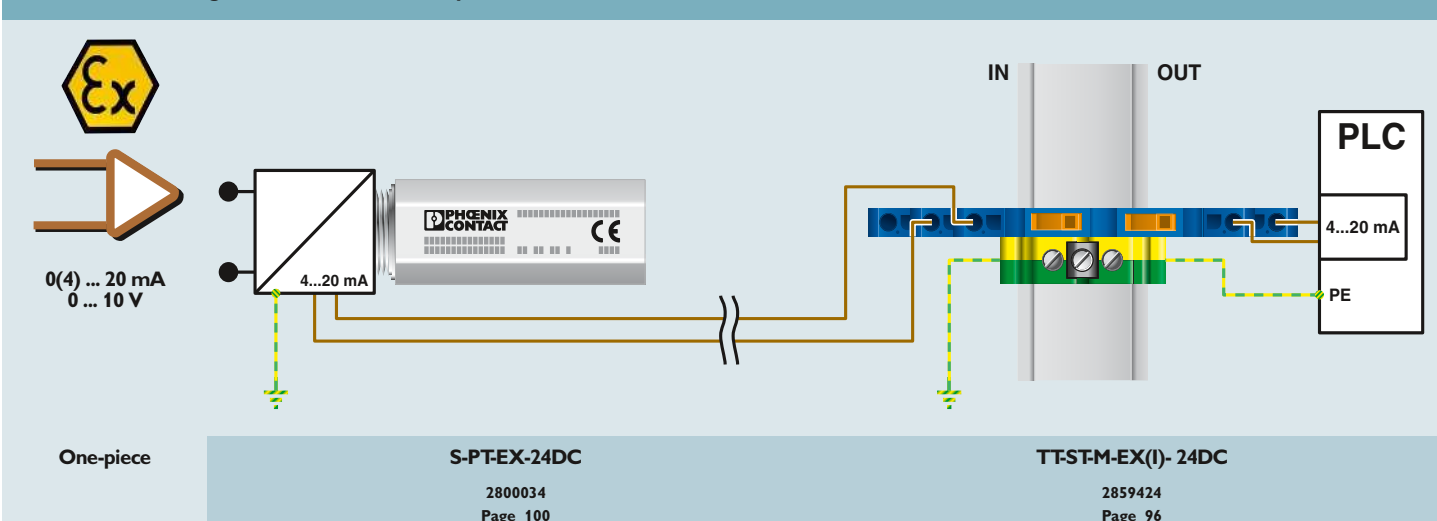 Ex
IN
OUT
PLC
PHŒNIX
CONTACT
CE
4...20 mA
4...20 mA
0(4) ... 20 mA
0 ... 10 V
PE
One-piece
S-PT-EX-24DC
TT-ST-M-EX(I)- 24DC
2800034
2859424
Page 100
Page 96